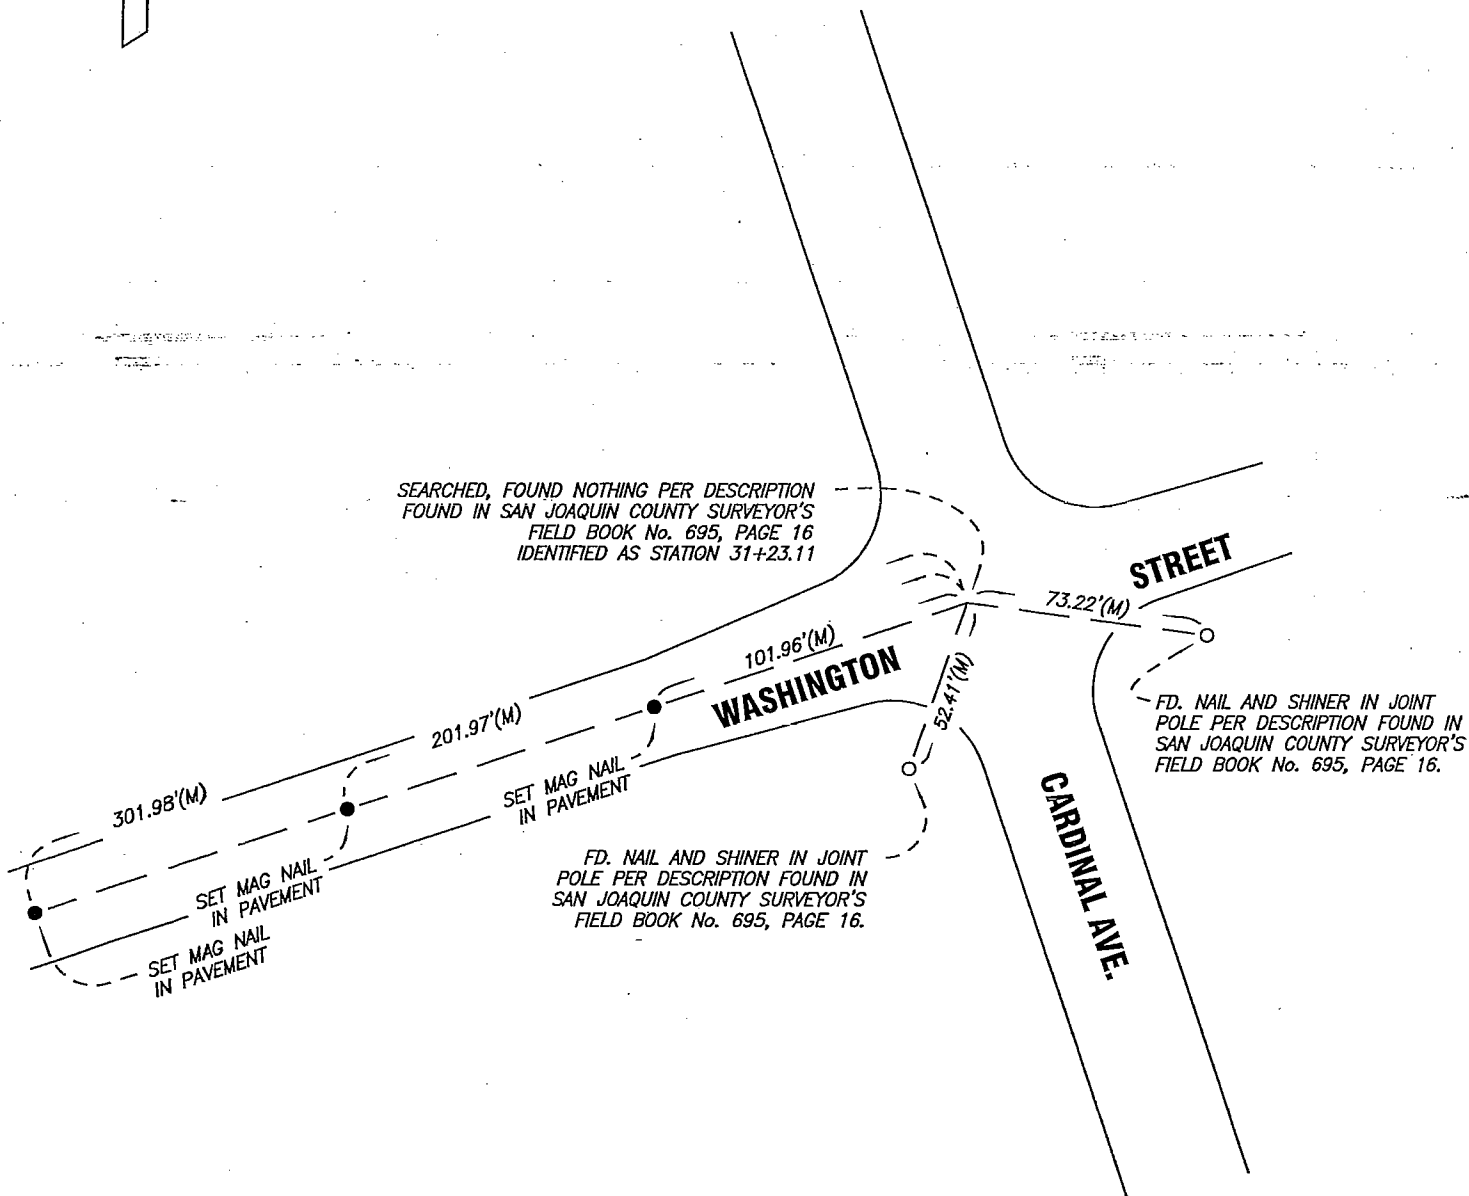 SEARCHED, FOUND NOTHING PER DESCRIPTION
FOUND IN SAN JOAQUIN COUNTY SURVEYOR'S
FIELD BOOK No. 695, PAGE 16
IDENTIFIED AS STATION 31+23.11
STREET
73.22'(M)
101.96'(M)
WASHINGTON
52.41'(M)
201.97'(M)
301.98'(M)
FD. NAIL AND SHINER IN JOINT
POLE PER DESCRIPTION FOUND IN
SAN JOAQUIN COUNTY SURVEYOR'S
FIELD BOOK No. 695, PAGE 16.
SET MAG NAIL
IN PAVEMENT
CARDINAL AVE.
FD. NAIL AND SHINER IN JOINT
POLE PER DESCRIPTION FOUND IN
SAN JOAQUIN COUNTY SURVEYOR'S
FIELD BOOK No. 695, PAGE 16.
SET MAG NAIL
IN PAVEMENT
SET MAG NAIL
IN PAVEMENT